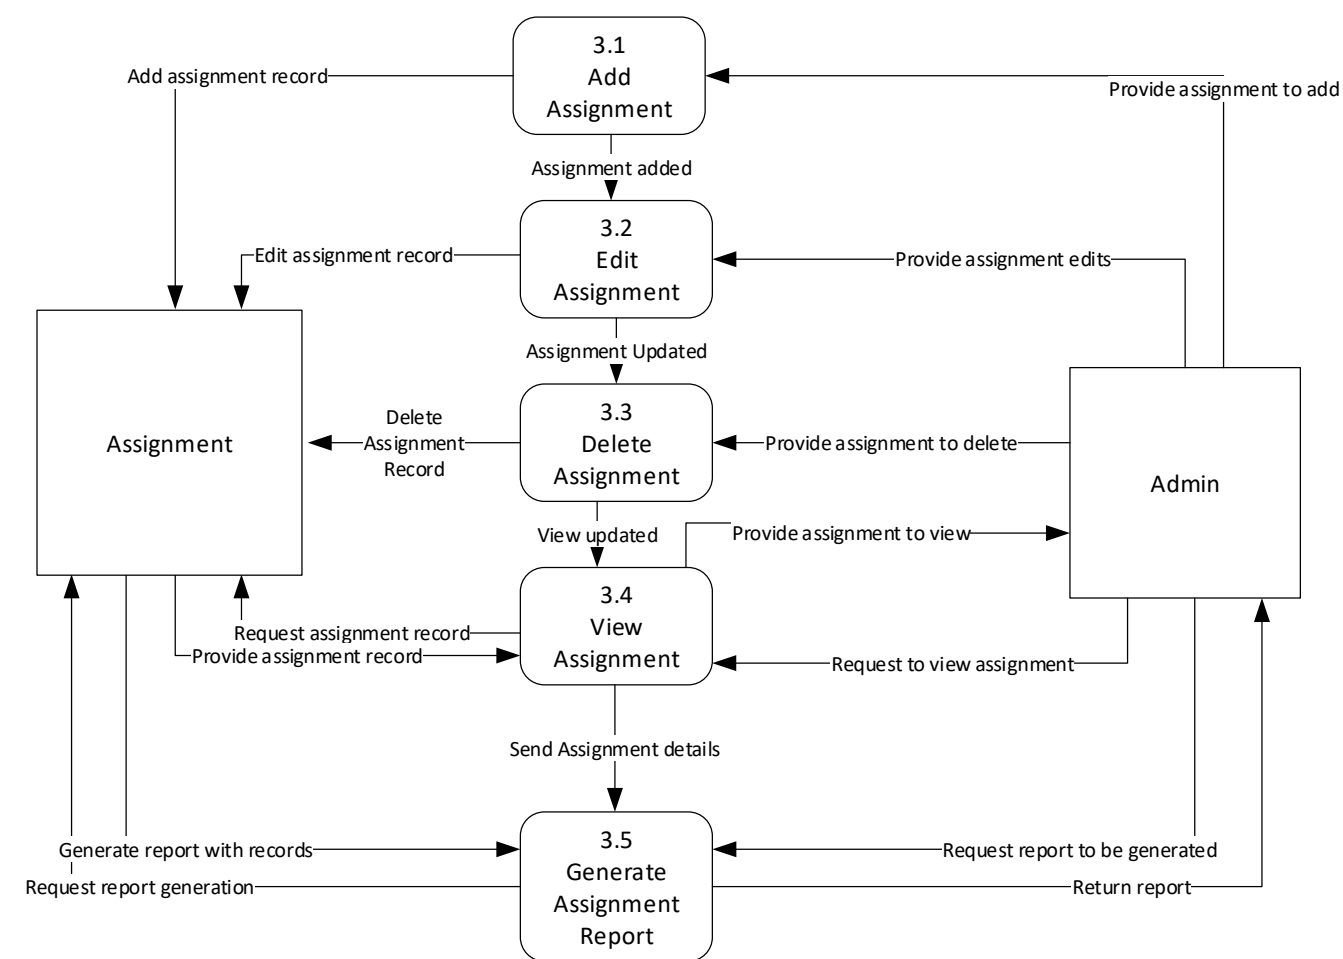 3.1
Add
Assignment
Add assignment record
Provide assignment to add
Assignment added
3.2
Edit
Assignment
Edit assignment record
Provide assignment edits
Assignment Updated
Delete
Assignment
Record
3.3
Delete
Assignment
Provide assignment to delete
Assignment
Admin
View updated
Provide assignment to view
3.4
View
Assignment
Request assignment record
Provide assignment record
Request to view assignment
Send Assignment details
3.5
Generate
Assignment
Report
Generate report with records
Request report to be generated
Request report generation
Return report